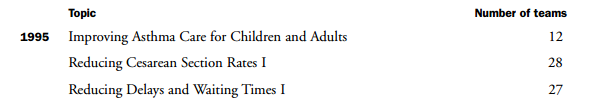 Topic Number of teams
1995 Improving Asthma Care for Children and Adults 12
Reducing Cesarean Section Rates I 28
Reducing Delays and Waiting Times I 27